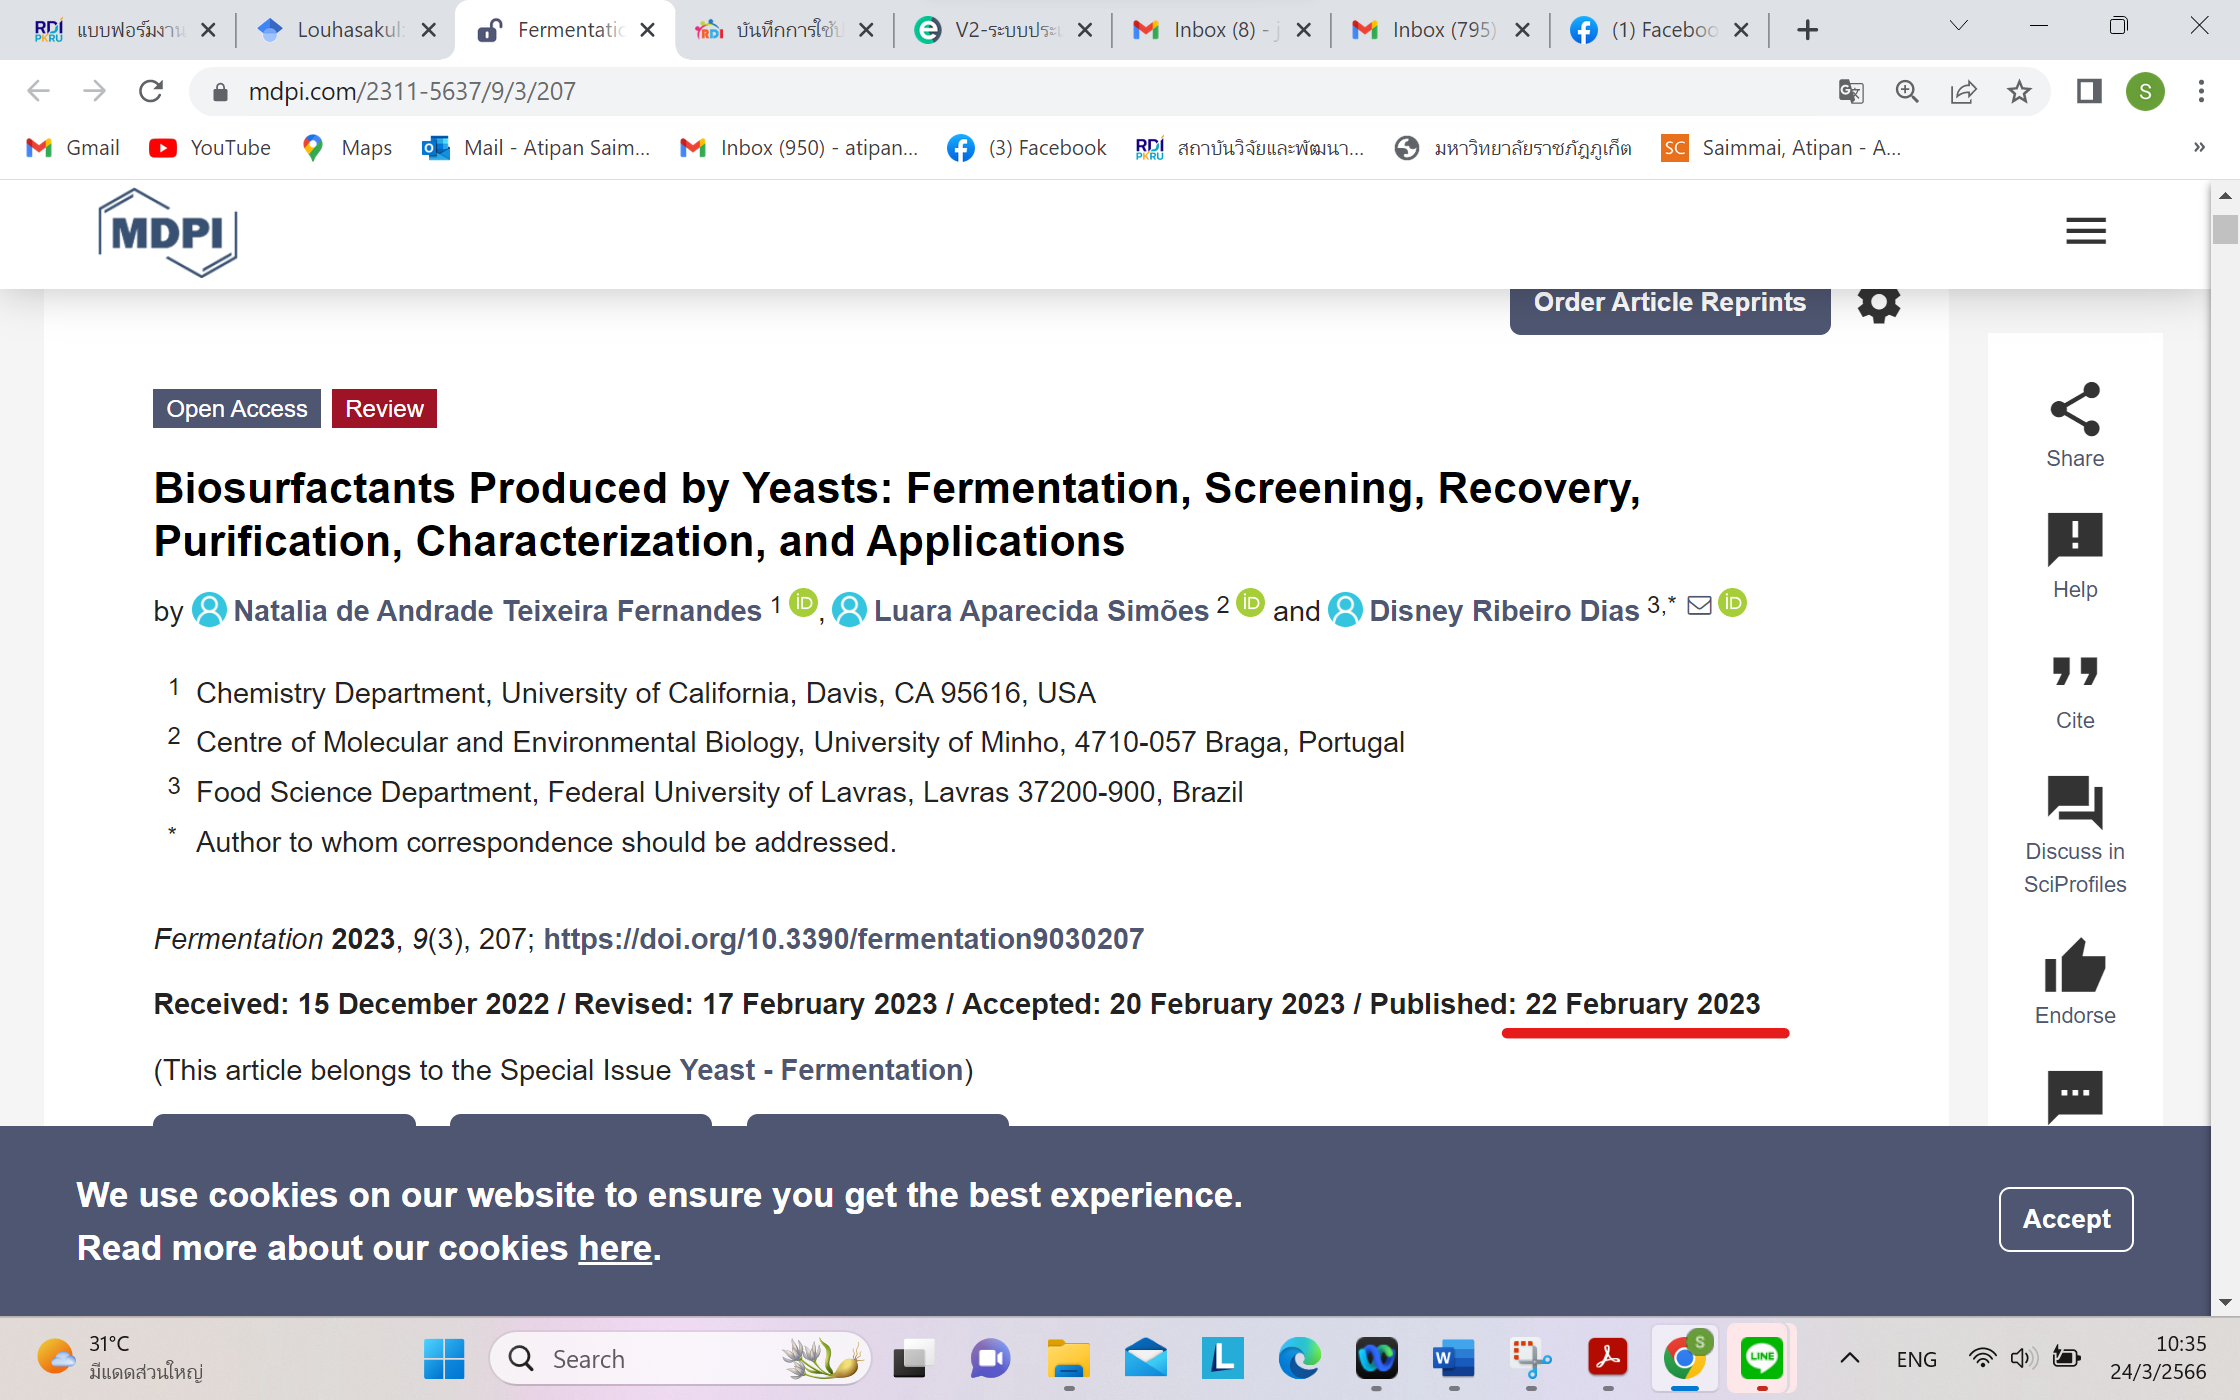 แบบฟอร์มงาน
Louhasakul
Fermentatio
บันทึกการใช้ป
V2-ระบบประเ
Inbox (8) - j
Inbox (795)
(1) Faceboo
mdpi.com/2311-5637/9/3/207
S
Gmail
YouTube
Maps
Mail - Atipan Saim...
Inbox (950) - atipan...
(3) Facebook
RDI PKRU
สถาบันวิจัยและพัฒนา...
มหาวิทยาลัยราชภัฏภูเก็ต
SC
Saimmai, Atipan - A...
MDPI
Order Article Reprints
Open Access
Review
Biosurfactants Produced by Yeasts: Fermentation, Screening, Recovery,
Purification, Characterization, and Applications
by Natalia de Andrade Teixeira Fernandes 1 iD, Luara Aparecida Simões 2 iD and Disney Ribeiro Dias 3,* iD
1 Chemistry Department, University of California, Davis, CA 95616, USA
2 Centre of Molecular and Environmental Biology, University of Minho, 4710-057 Braga, Portugal
3 Food Science Department, Federal University of Lavras, Lavras 37200-900, Brazil
* Author to whom correspondence should be addressed.
Fermentation 2023, 9(3), 207; https://doi.org/10.3390/fermentation9030207
Received: 15 December 2022 / Revised: 17 February 2023 / Accepted: 20 February 2023 / Published: 22 February 2023
(This article belongs to the Special Issue Yeast - Fermentation)
Share
Help
Cite
Discuss in
SciProfiles
Endorse
We use cookies on our website to ensure you get the best experience.
Read more about our cookies here.
Accept
31°C
มีแดดส่วนใหญ่
Search
L
W
S
LINE
ENG
10:35
24/3/2566